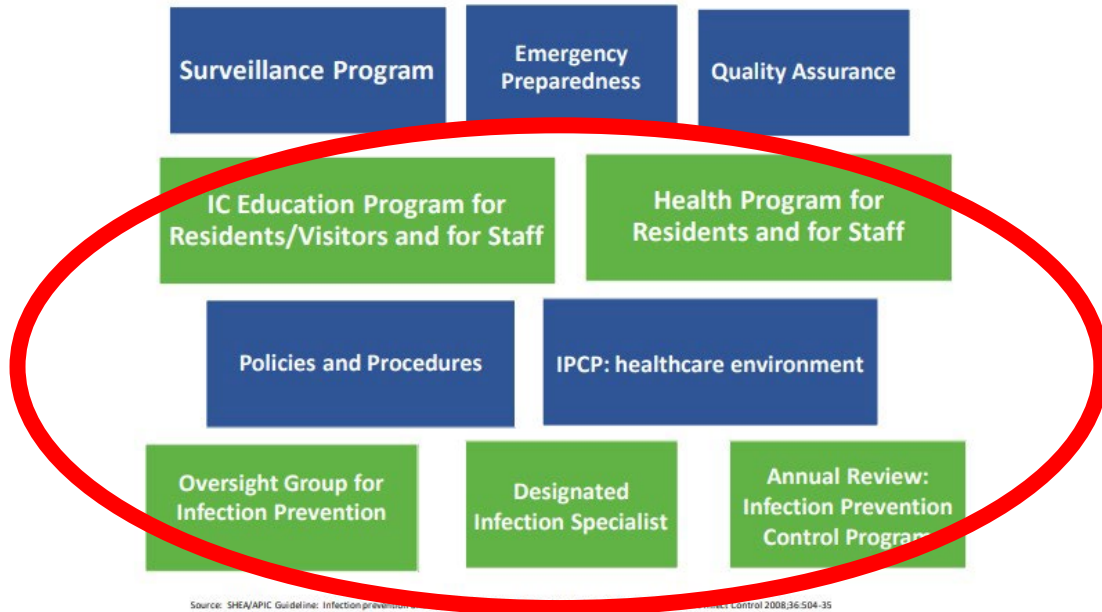 Surveillance Program
Emergency
Preparedness
Quality Assurance
IC Education Program for
Residents/Visitors and for Staff
Health Program for
Residents and for Staff
Policies and Procedures
IPCP: healthcare environment
Oversight Group for
Infection Prevention
Designated
Infection Specialist
Annual Review:
Infection Prevention
Control Program
Source: SHEA/APIC Guideline: Infection Control 2008;36:504-35